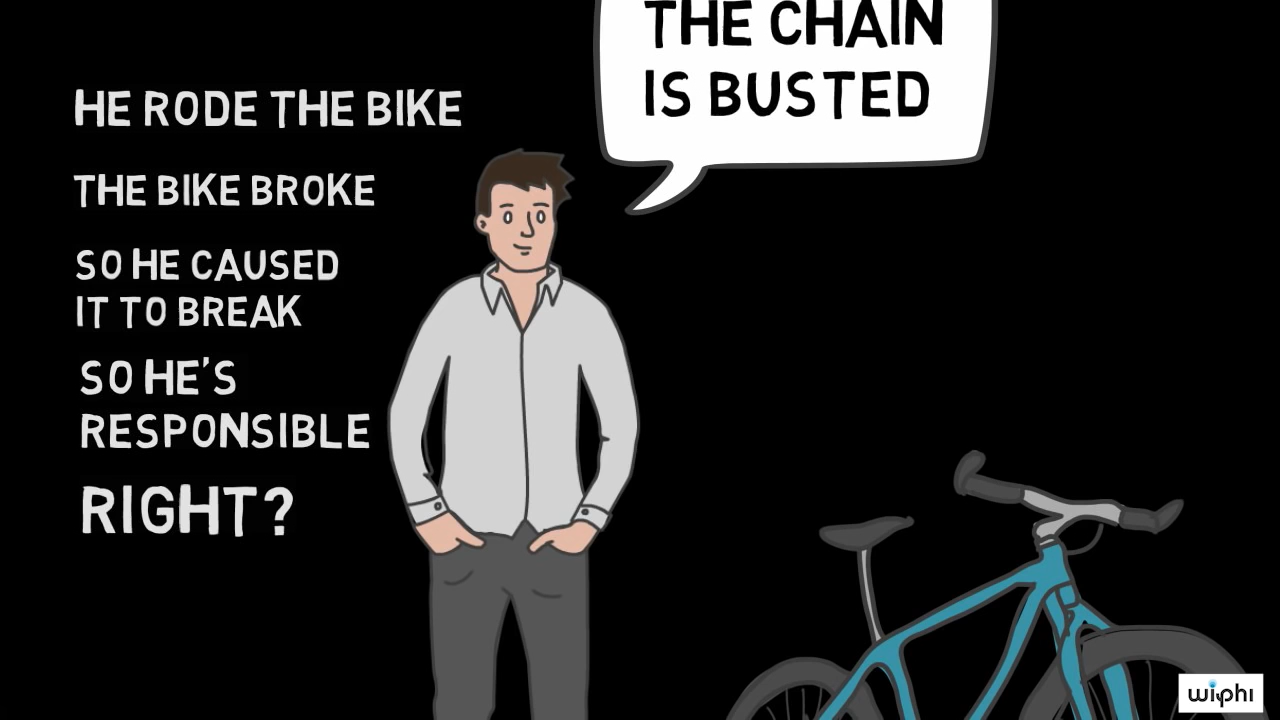 THE CHAIN
IS BUSTED
HE RODE THE BIKE
THE BIKE BROKE
SO HE CAUSED
IT TO BREAK
SO HE'S
RESPONSIBLE
RIGHT?
wiphi